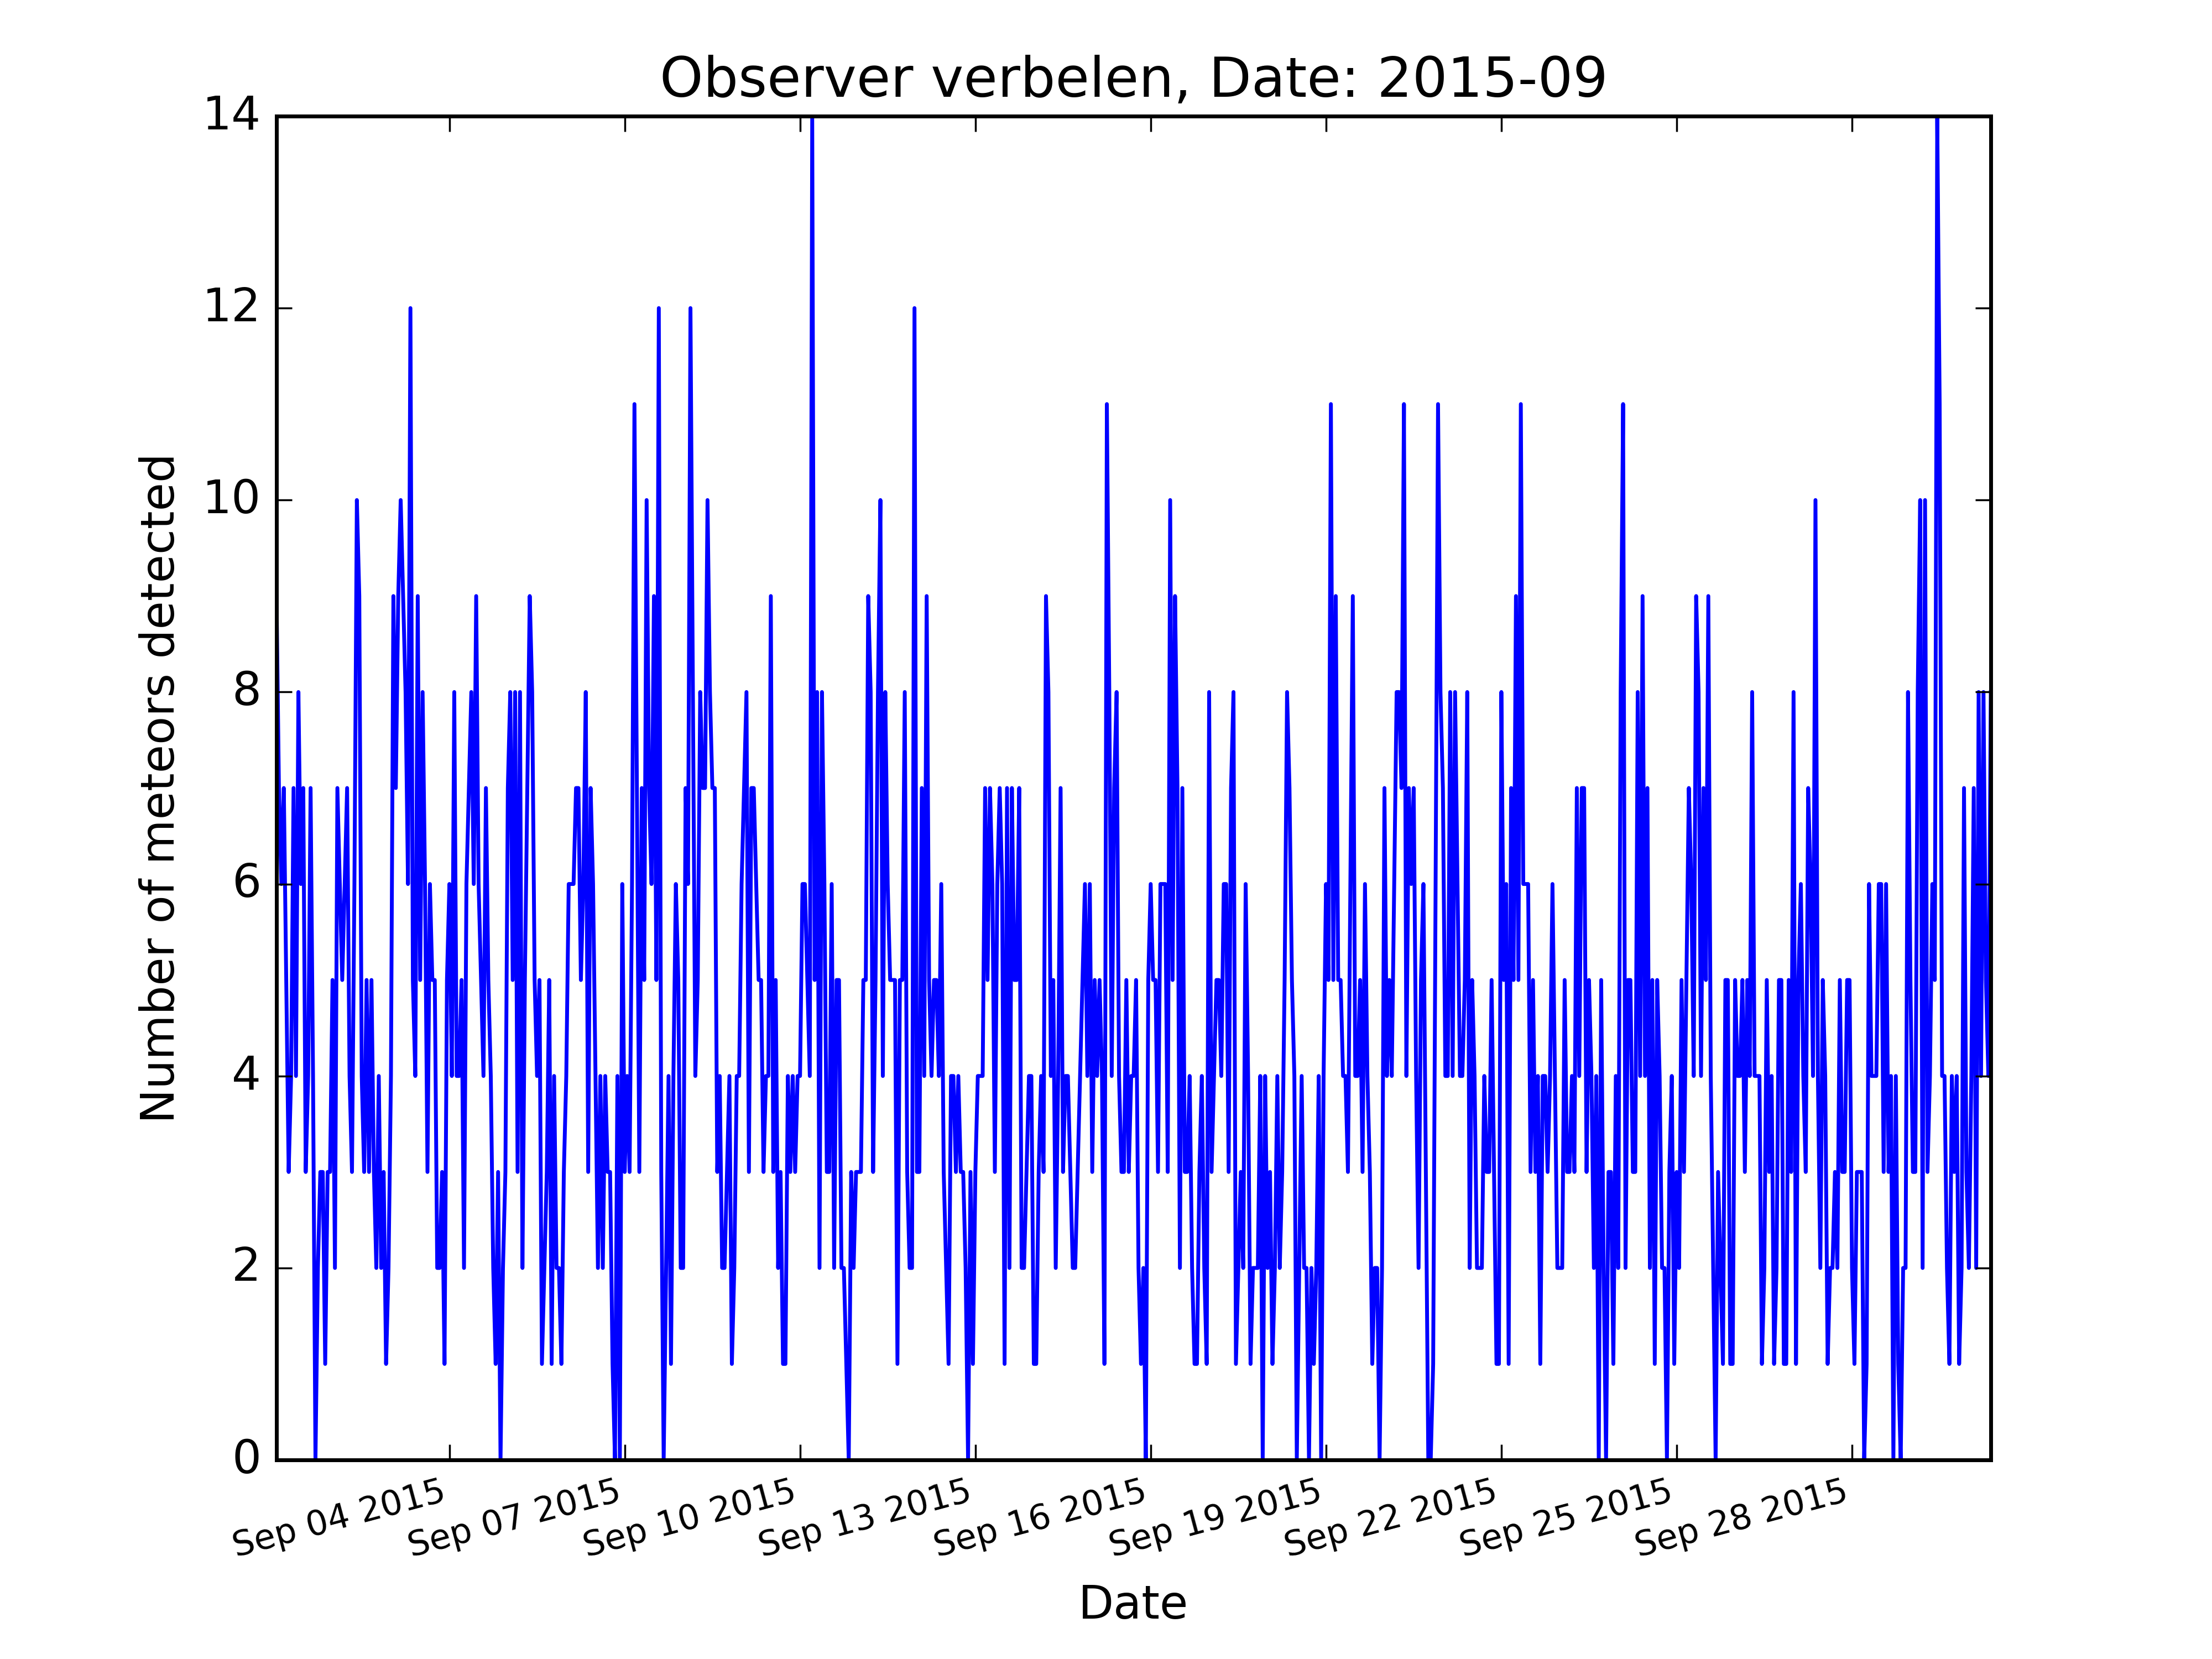 Observer verbelen, Date: 2015-09
14
12
10
8
6
4
2
0
Number of meteors detected
Sep 04 2015
Sep 07 2015
Sep 10 2015
Sep 13 2015
Sep 16 2015
Sep 19 2015
Sep 22 2015
Sep 25 2015
Sep 28 2015
Date